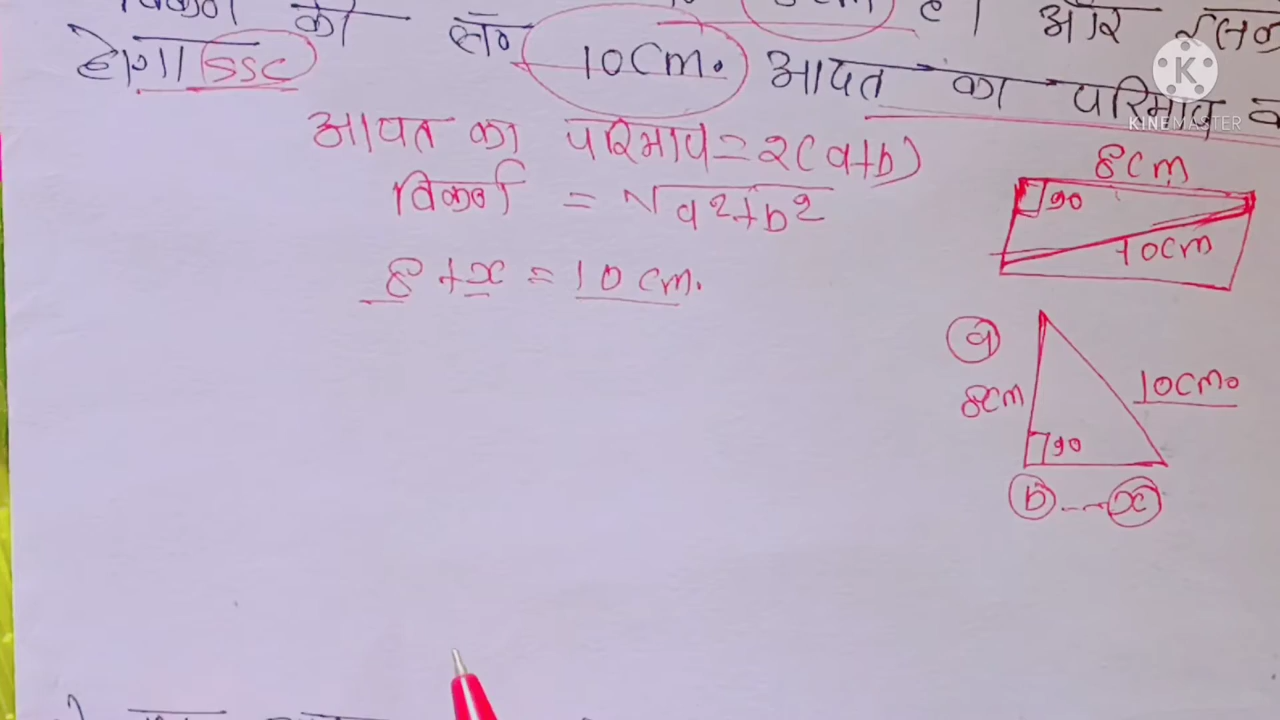 की लं० 10cm. आयत का परिमाप
होगा SSC
KINEMASTER
आयत का परिमाप = 2(a+b)
विकर्ण = √a²+b²
8 + x = 10 cm.
8cm
90
10cm
a
8cm
10cm.
90
b --- x